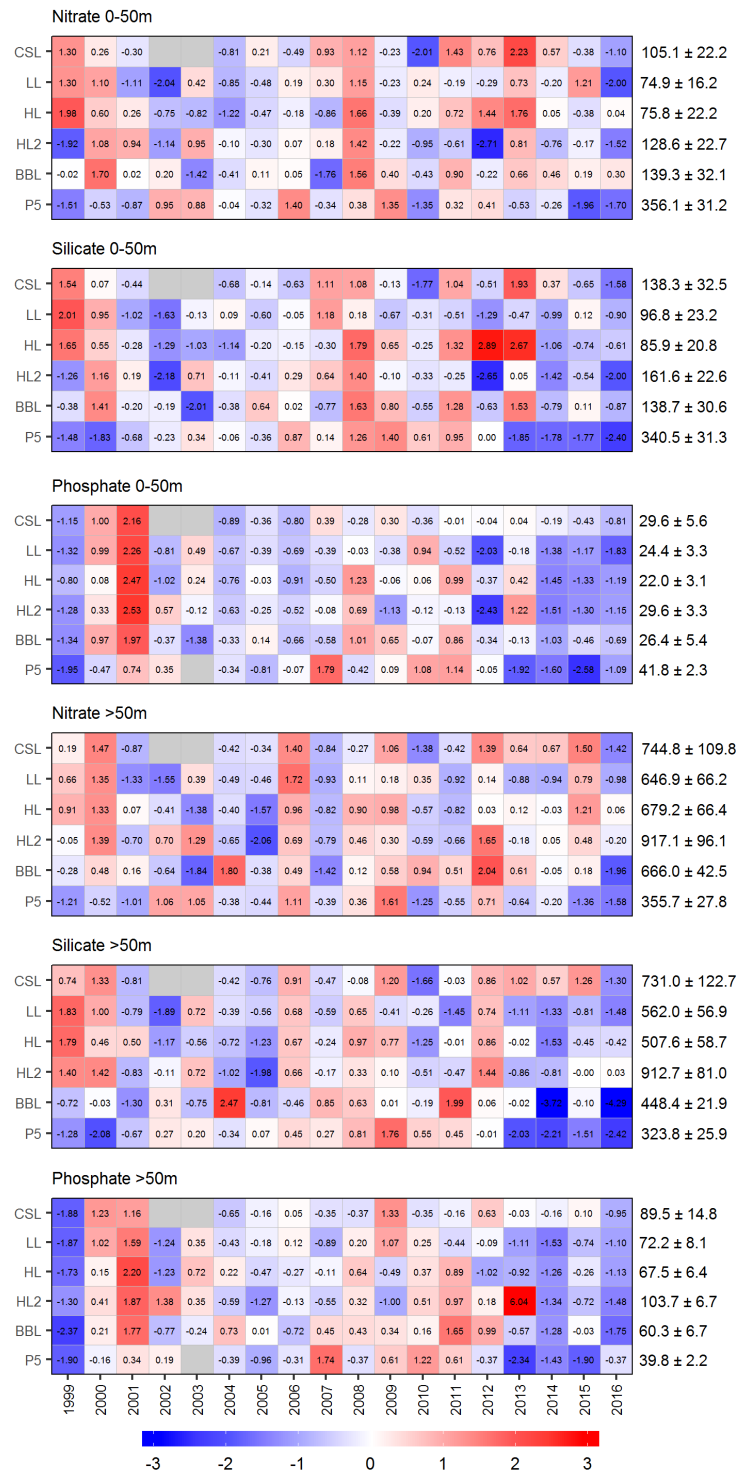 Nitrate 0-50m
CSL 1.30 0.26 -0.30 -0.81 0.21 -0.49 0.93 1.12 -0.23 -2.01 1.43 0.76 2.23 0.57 -0.38 -1.10 105.1 ± 22.2
LL 1.30 1.10 -1.11 -2.04 0.42 -0.85 -0.48 0.19 0.30 1.15 -0.23 0.24 -0.19 -0.29 0.73 -0.20 1.21 -2.00 74.9 ± 16.2
HL 1.98 0.60 0.26 -0.75 -0.82 -1.22 -0.47 -0.18 -0.86 1.66 -0.39 0.20 0.72 1.44 1.76 0.05 -0.38 0.04 75.8 ± 22.2
HL2 -1.92 1.08 0.94 -1.14 0.95 -0.10 -0.30 0.07 0.18 1.42 -0.22 -0.95 -0.61 -2.71 0.81 -0.76 -0.17 -1.52 128.6 ± 22.7
BBL -0.02 1.70 0.02 0.20 -1.42 -0.41 0.11 0.05 -1.76 1.56 0.40 -0.43 0.90 -0.22 0.66 0.46 0.19 0.30 139.3 ± 32.1
P5 -1.51 -0.53 -0.87 0.95 0.88 -0.04 -0.32 1.40 -0.34 0.38 1.35 -1.35 0.32 0.41 -0.53 -0.26 -1.96 -1.70 356.1 ± 31.2
Silicate 0-50m
CSL 1.54 0.07 -0.44 -0.68 -0.14 -0.63 1.11 1.08 -0.13 -1.77 1.04 -0.51 1.93 0.37 -0.65 -1.58 138.3 ± 32.5
LL 2.01 0.95 -1.02 -1.63 -0.13 0.09 -0.60 -0.05 1.18 0.18 -0.67 -0.31 -0.51 -1.29 -0.47 -0.99 0.12 -0.90 96.8 ± 23.2
HL 1.65 0.55 -0.28 -1.29 -1.03 -1.14 -0.20 -0.15 -0.30 1.79 0.65 -0.25 1.32 2.89 2.67 -1.06 -0.74 -0.61 85.9 ± 20.8
HL2 -1.26 1.16 0.19 -2.18 0.71 -0.11 -0.41 0.29 0.64 1.40 -0.10 -0.33 -0.25 -2.65 0.05 -1.42 -0.54 -2.00 161.6 ± 22.6
BBL -0.38 1.41 -0.20 -0.19 -2.01 -0.38 0.64 0.02 -0.77 1.63 0.80 -0.55 1.28 -0.63 1.53 -0.79 0.11 -0.87 138.7 ± 30.6
P5 -1.48 -1.83 -0.68 -0.23 0.34 -0.06 -0.36 0.87 0.14 1.26 1.40 0.61 0.95 0.00 -1.85 -1.78 -1.77 -2.40 340.5 ± 31.3
Phosphate 0-50m
CSL -1.15 1.00 2.16 -0.89 -0.36 -0.80 0.39 -0.28 0.30 -0.36 -0.01 -0.04 0.04 -0.19 -0.43 -0.81 29.6 ± 5.6
LL -1.32 0.99 2.26 -0.81 0.49 -0.67 -0.39 -0.69 -0.39 -0.03 -0.38 0.94 -0.52 -2.03 -0.18 -1.38 -1.17 -1.83 24.4 ± 3.3
HL -0.80 0.08 2.47 -1.02 0.24 -0.76 -0.03 -0.91 -0.50 1.23 -0.06 0.06 0.99 -0.37 0.42 -1.45 -1.33 -1.19 22.0 ± 3.1
HL2 -1.28 0.33 2.53 0.57 -0.12 -0.63 -0.25 -0.52 -0.08 0.69 -1.13 -0.12 -0.13 -2.43 1.22 -1.51 -1.30 -1.15 29.6 ± 3.3
BBL -1.34 0.97 1.97 -0.37 -1.38 -0.33 0.14 -0.66 -0.58 1.01 0.65 -0.07 0.86 -0.34 -0.13 -1.03 -0.46 -0.69 26.4 ± 5.4
P5 -1.95 -0.47 0.74 0.35 -0.34 -0.81 -0.07 1.79 -0.42 0.09 1.08 1.14 -0.05 -1.92 -1.60 -2.58 -1.09 41.8 ± 2.3
Nitrate >50m
CSL 0.19 1.47 -0.87 -0.42 -0.34 1.40 -0.84 -0.27 1.06 -1.38 -0.42 1.39 0.64 0.67 1.50 -1.42 744.8 ± 109.8
LL 0.66 1.35 -1.33 -1.55 0.39 -0.49 -0.46 1.72 -0.93 0.11 0.18 0.35 -0.92 0.14 -0.88 -0.94 0.79 -0.98 646.9 ± 66.2
HL 0.91 1.33 0.07 -0.41 -1.38 -0.40 -1.57 0.96 -0.82 0.90 0.98 -0.57 -0.82 0.03 0.12 -0.03 1.21 0.06 679.2 ± 66.4
HL2 -0.05 1.39 -0.70 0.70 1.29 -0.65 -2.06 0.69 -0.79 0.46 0.30 -0.59 -0.66 1.65 -0.18 0.05 0.48 -0.20 917.1 ± 96.1
BBL -0.28 0.48 0.16 -0.64 -1.84 1.80 -0.38 0.49 -1.42 0.12 0.58 0.94 0.51 2.04 0.61 -0.05 0.18 -1.96 666.0 ± 42.5
P5 -1.21 -0.52 -1.01 1.06 1.05 -0.38 -0.44 1.11 -0.39 0.36 1.61 -1.25 -0.55 0.71 -0.64 -0.20 -1.36 -1.58 355.7 ± 27.8
Silicate >50m
CSL 0.74 1.33 -0.81 -0.42 -0.76 0.91 -0.47 -0.08 1.20 -1.66 -0.03 0.86 1.02 0.57 1.26 -1.30 731.0 ± 122.7
LL 1.83 1.00 -0.79 -1.89 0.72 -0.39 -0.56 0.68 -0.59 0.65 -0.41 -0.26 -1.45 0.74 -1.11 -1.33 -0.81 -1.48 562.0 ± 56.9
HL 1.79 0.46 0.50 -1.17 -0.56 -0.72 -1.23 0.67 -0.24 0.97 0.77 -1.25 -0.01 0.86 -0.02 -1.53 -0.45 -0.42 507.6 ± 58.7
HL2 1.40 1.42 -0.83 -0.11 0.72 -1.02 -1.98 0.66 -0.17 0.33 0.10 -0.51 -0.47 1.44 -0.86 -0.81 -0.00 0.03 912.7 ± 81.0
BBL -0.72 -0.03 -1.30 0.31 -0.75 2.47 -0.81 -0.46 0.85 0.63 0.01 -0.19 1.99 0.06 -0.02 -3.72 -0.10 448.4 ± 21.9
P5 -1.28 -2.08 -0.67 0.27 0.20 -0.34 0.07 0.45 0.27 0.81 1.76 0.55 0.45 -0.01 -2.03 -2.21 -1.51 -2.42 323.8 ± 25.9
Phosphate >50m
CSL -1.88 1.23 1.16 -0.65 -0.16 0.05 -0.35 -0.37 1.33 -0.35 -0.16 0.63 -0.03 -0.16 0.10 -0.95 89.5 ± 14.8
LL -1.87 1.02 1.59 -1.24 0.35 -0.43 -0.18 0.12 -0.89 0.20 1.07 0.25 -0.44 -0.09 -1.11 -1.53 -0.74 -1.10 72.2 ± 8.1
HL -1.73 0.15 2.20 -1.23 0.72 0.22 -0.47 -0.27 -0.11 0.64 -0.49 0.37 0.89 -1.02 -0.92 -1.26 -0.26 -1.13 67.5 ± 6.4
HL2 -1.30 0.41 1.87 1.38 0.35 -0.59 -1.27 -0.13 -0.55 0.32 -1.00 0.51 0.97 0.18 6.04 -1.34 -0.72 -1.48 103.7 ± 6.7
BBL -2.37 0.21 1.77 -0.77 -0.24 0.73 0.01 -0.72 0.45 0.43 0.34 0.16 1.65 0.99 -0.57 -1.28 -0.03 -1.75 60.3 ± 6.7
P5 -1.90 -0.16 0.34 0.19 -0.39 -0.96 -0.31 1.74 -0.37 0.61 1.22 0.61 -0.37 -2.34 -1.43 -1.90 -0.37 39.8 ± 2.2
1999 2000 2001 2002 2003 2004 2005 2006 2007 2008 2009 2010 2011 2012 2013 2014 2015 2016
-3 -2 -1 0 1 2 3